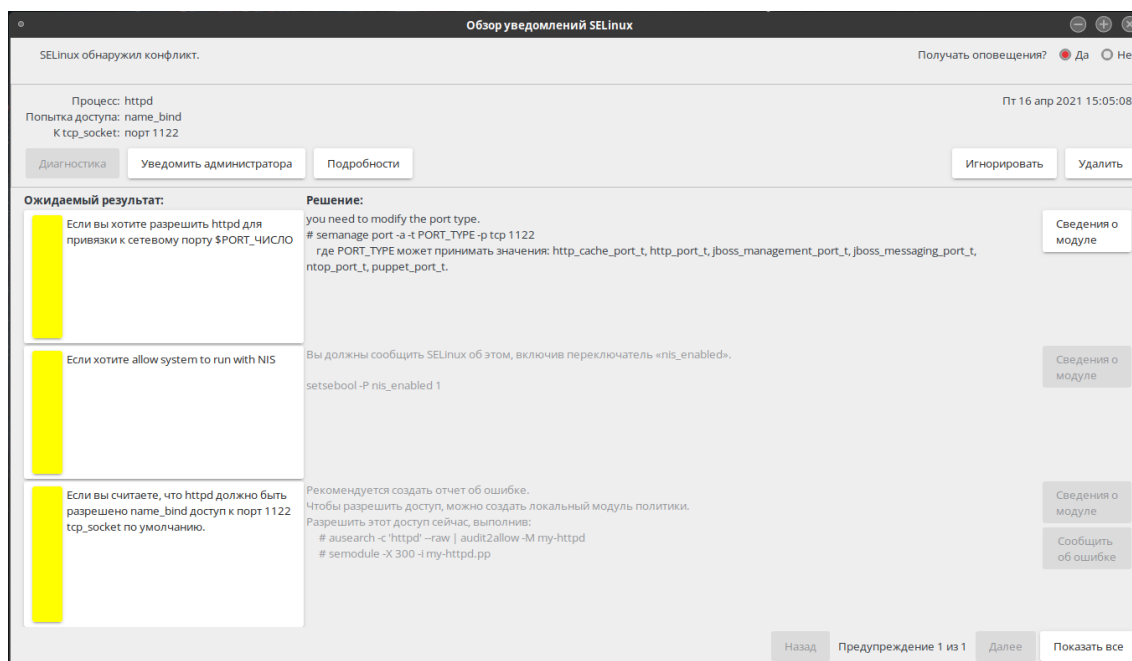 Обзор уведомлений SELinux
SELinux обнаружил конфликт.
Получать оповещения? Да Не
Процесс: httpd
Пт 16 апр 2021 15:05:08
Попытка доступа: name_bind
К tcp_socket: порт 1122
Диагностика Уведомить администратора Подробности Игнорировать Удалить
Ожидаемый результат: Решение:
Если вы хотите разрешить httpd для
привязки к сетевому порту $PORT_ЧИСЛО
you need to modify the port type.
# semanage port -a -t PORT_TYPE -p tcp 1122
где PORT_TYPE может принимать значения: http_cache_port_t, http_port_t, jboss_management_port_t, jboss_messaging_port_t,
ntop_port_t, puppet_port_t.
Сведения о
модуле
Если хотите allow system to run with NIS
Вы должны сообщить SELinux об этом, включив переключатель «nis_enabled».
setsebool -P nis_enabled 1
Сведения о
модуле
Если вы считаете, что httpd должно быть
разрешено name_bind доступ к порт 1122
tcp_socket по умолчанию.
Рекомендуется создать отчет об ошибке.
Чтобы разрешить доступ, можно создать локальный модуль политики.
Разрешить этот доступ сейчас, выполнив:
# ausearch -c 'httpd' --raw | audit2allow -M my-httpd
# semodule -X 300 -i my-httpd.pp
Сведения о
модуле
Сообщить
об ошибке
Назад Предупреждение 1 из 1 Далее Показать все